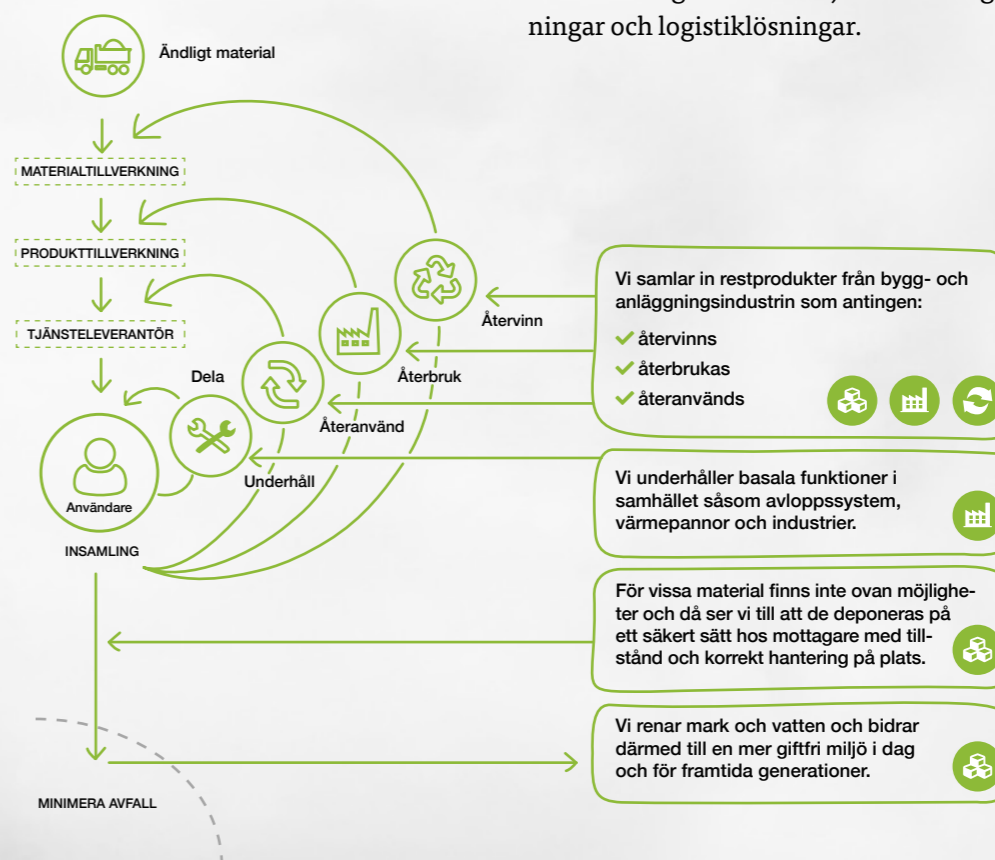 ningar och logistiklösningar.
Ändligt material
MATERIALTILLVERKNING
PRODUKTTILLVERKNING
TJÄNSTELEVERANTÖR
Återvinn
Återbruk
Dela
Återanvänd
Underhåll
Användare
INSAMLING
MINIMERA AVFALL
Vi samlar in restprodukter från bygg- och
anläggningsindustrin som antingen:
återvinns
återbrukas
återanvänds
Vi underhåller basala funktioner i
samhället såsom avloppssystem,
värmepannor och industrier.
För vissa material finns inte ovan möjlighe-
ter och då ser vi till att de deponeras på
ett säkert sätt hos mottagare med till-
stånd och korrekt hantering på plats.
Vi renar mark och vatten och bidrar
därmed till en mer giftfri miljö i dag
och för framtida generationer.